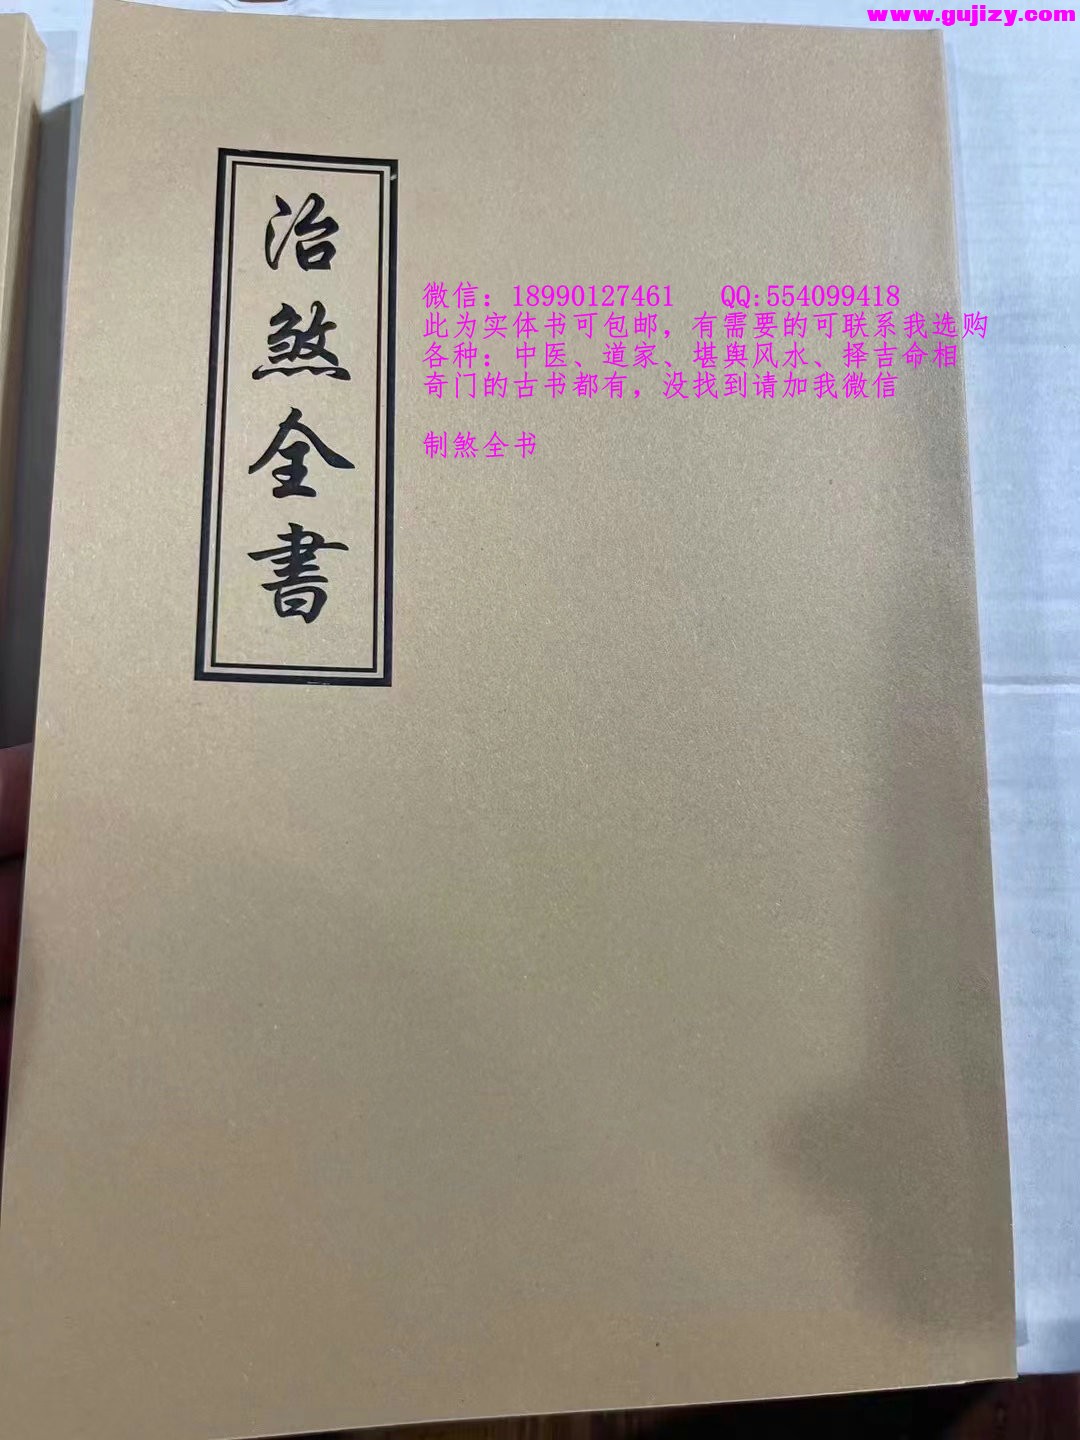 www.gujizy.com
治煞全書
微信：18990127461 QQ:554099418
此为实体书可包邮，有需要的可联系我选购
各种：中医、道家、堪舆风水、择吉命相
奇门的古书都有，没找到请加我微信
制煞全书